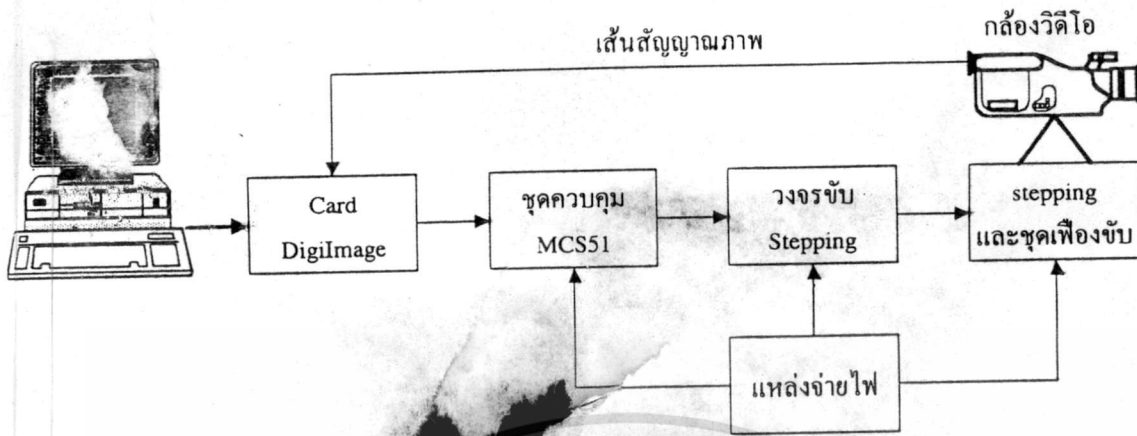 กล้องวิดีโอ
เส้นสัญญาณภาพ
Card
DigiImage
ชุดควบคุม
MCS51
วงจรขับ
Stepping
stepping
และชุดเฟืองขับ
แหล่งจ่ายไฟ